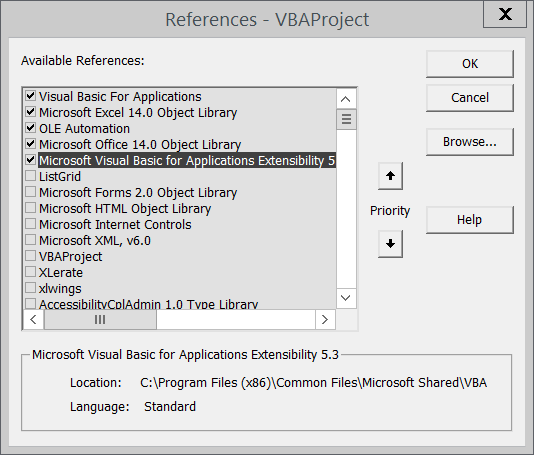 References - VBAProject
X
Available References:
OK
Visual Basic For Applications
Microsoft Excel 14.0 Object Library
Cancel
OLE Automation
Microsoft Office 14.0 Object Library
Browse...
Microsoft Visual Basic for Applications Extensibility 5
ListGrid
Microsoft Forms 2.0 Object Library
Microsoft HTML Object Library
Priority
Help
Microsoft Internet Controls
Microsoft XML, v6.0
VBAProject
XLerate
xlwings
AccessibilityCplAdmin 1.0 Type Library
Microsoft Visual Basic for Applications Extensibility 5.3
Location: C:\Program Files (x86)\Common Files\Microsoft Shared\VBA
Language: Standard